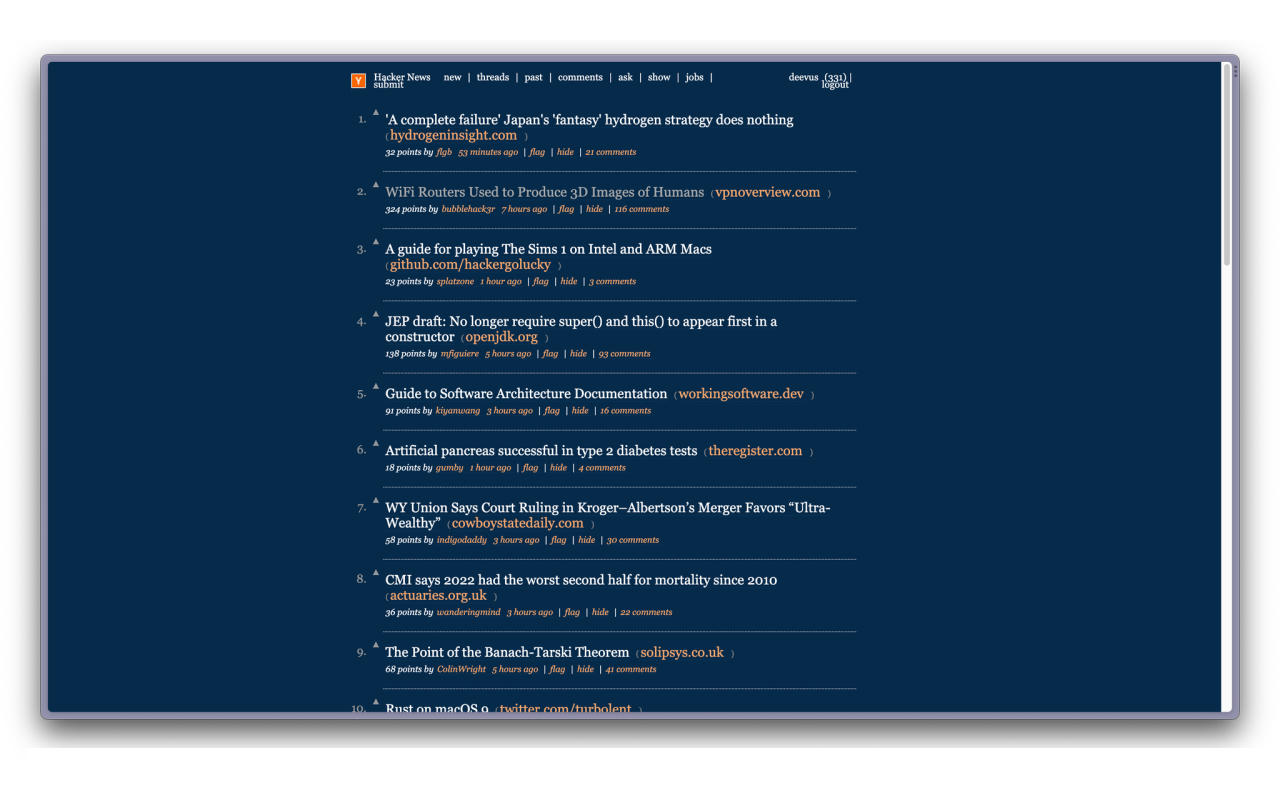 Y Hacker News new | threads | past | comments | ask | show | jobs | deevus (331) |
submit logout
1. ▲ 'A complete failure' Japan's 'fantasy' hydrogen strategy does nothing
(hydrogeninsight.com )
32 points by flgb 53 minutes ago | flag | hide | 21 comments
2. ▲ WiFi Routers Used to Produce 3D Images of Humans (vpnoverview.com )
324 points by bubblehack3r 7 hours ago | flag | hide | 116 comments
3. ▲ A guide for playing The Sims 1 on Intel and ARM Macs
(github.com/hackergolucky )
23 points by splatzone 1 hour ago | flag | hide | 3 comments
4. ▲ JEP draft: No longer require super() and this() to appear first in a
constructor (openjdk.org )
138 points by mfiguiere 5 hours ago | flag | hide | 93 comments
5. ▲ Guide to Software Architecture Documentation (workingsoftware.dev )
91 points by kiyanwang 3 hours ago | flag | hide | 16 comments
6. ▲ Artificial pancreas successful in type 2 diabetes tests (theregister.com )
18 points by gumby 1 hour ago | flag | hide | 4 comments
7. ▲ WY Union Says Court Ruling in Kroger–Albertson’s Merger Favors “Ultra-
Wealthy” (cowboystatedaily.com )
58 points by indigodaddy 3 hours ago | flag | hide | 30 comments
8. ▲ CMI says 2022 had the worst second half for mortality since 2010
(actuaries.org.uk )
36 points by wanderingmind 3 hours ago | flag | hide | 22 comments
9. ▲ The Point of the Banach-Tarski Theorem (solipsys.co.uk )
68 points by ColinWright 5 hours ago | flag | hide | 41 comments
10. ▲ Rust on macOS 9 (twitter.com/turbolent )